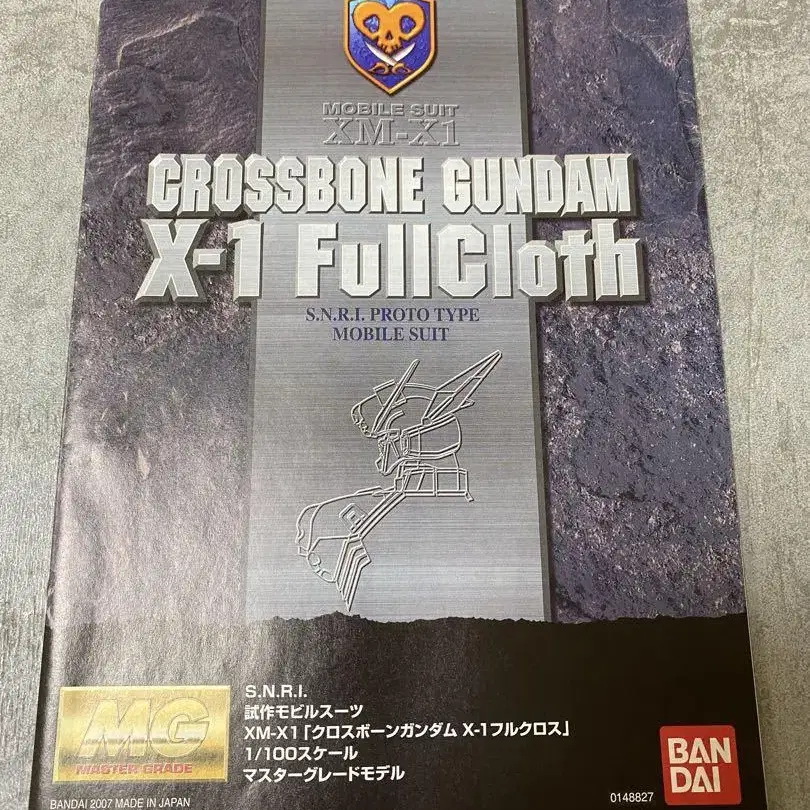 MOBILE SUIT
XM-X1
CROSSBONE GUNDAM
X-1 FullCloth
S.N.R.I. PROTO TYPE
MOBILE SUIT
S.N.R.I.
試作モビルスーツ
XM-X1「クロスボーンガンダム X-1フルクロス」
1/100スケール
マスターグレードモデル
MG
MASTER GRADE
BANDAI 2007 MADE IN JAPAN
0148827
BAN
DAI